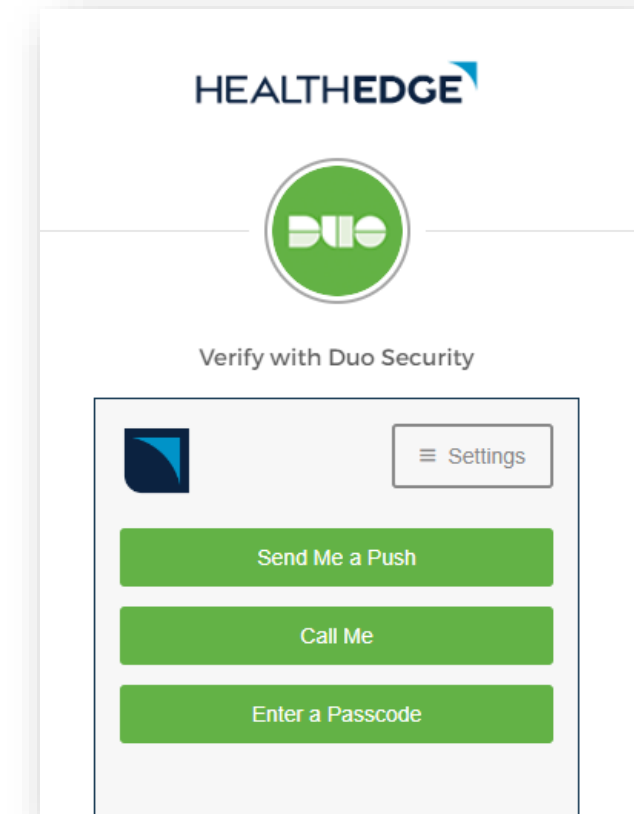 HEALTHEDGE
DUO
Verify with Duo Security
≡ Settings
Send Me a Push
Call Me
Enter a Passcode